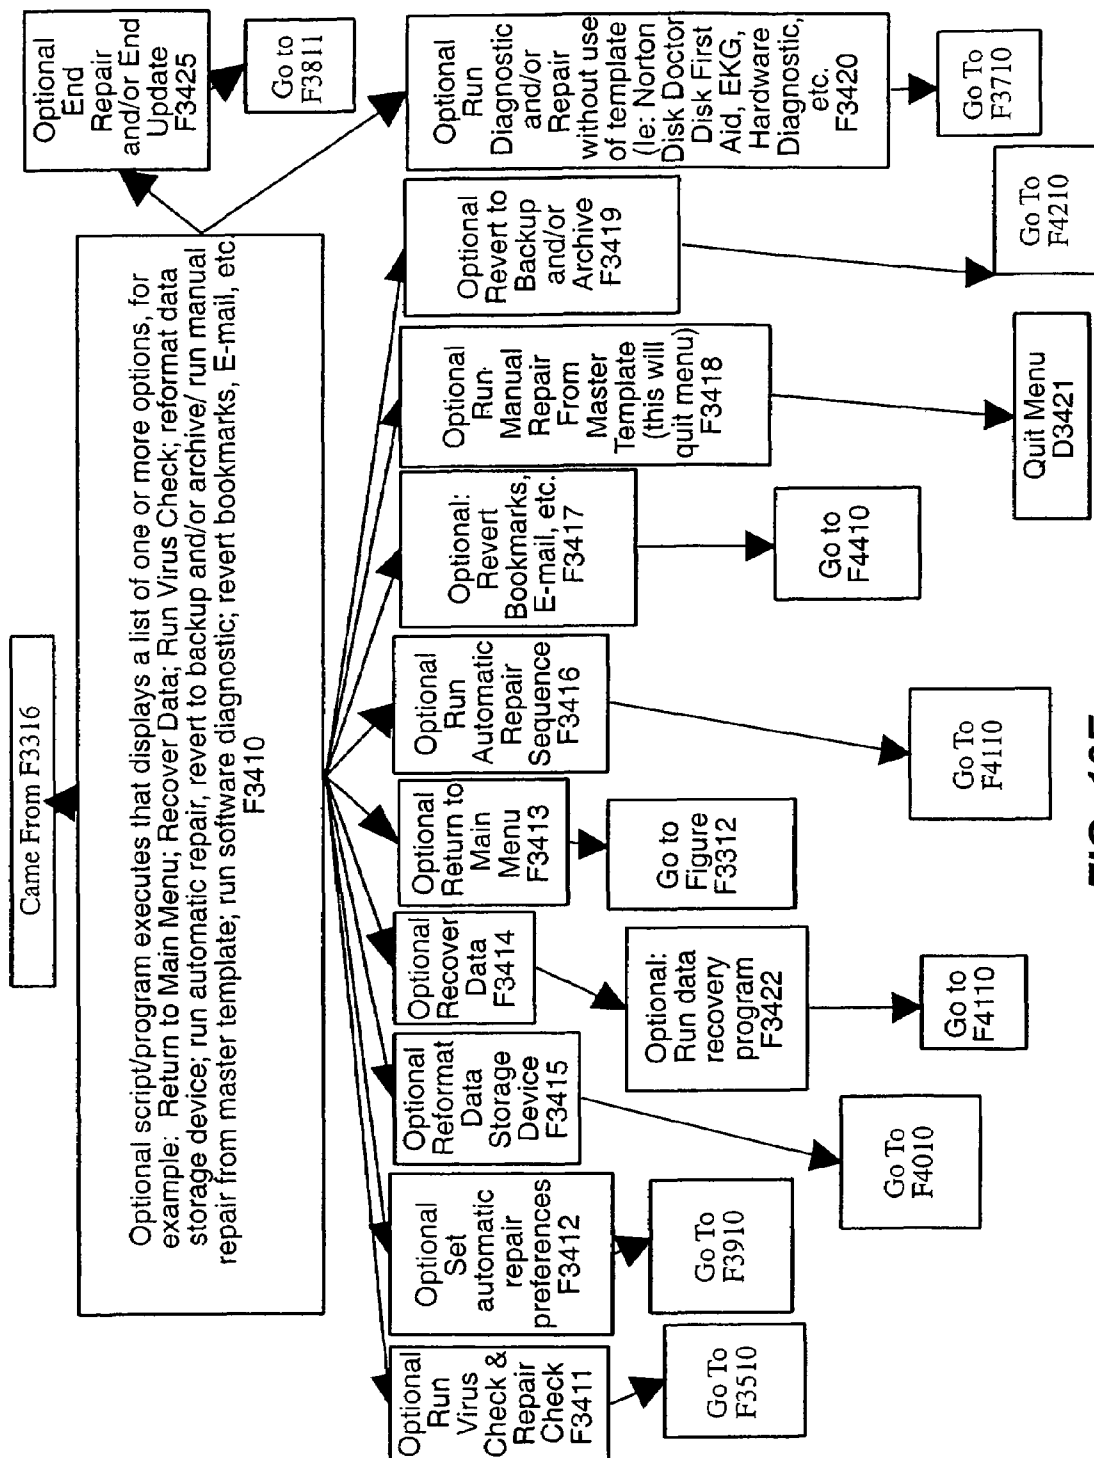 Came From F3316
Optional script/program executes that displays a list of one or more options, for
example: Return to Main Menu; Recover Data; Run Virus Check; reformat data
storage device; run automatic repair, revert to backup and/or archive/ run manual
repair from master template; run software diagnostic; revert bookmarks, E-mail, etc.
F3410
Optional
End
Repair
and/or End
Update
F3425
Go to
F3811
Optional
Run
Virus
Check &
Repair
Check
F3411
Go To
F3510
Optional
Set
automatic
repair
preferences
F3412
Go To
F3910
Optional
Reformat
Data
Storage
Device
F3415
Go To
F4010
Optional
Recover
Data
F3414
Optional:
Run data
recovery
program
F3422
Go to
F4110
Optional
Return to
Main
Menu
F3413
Go to
Figure
F3312
Optional
Run
Automatic
Repair
Sequence
F3416
Go To
F4110
Optional:
Revert
Bookmarks,
E-mail, etc.
F3417
Go to
F4410
Optional
Run
Manual
Repair
From
Master
Template
(this will
quit menu)
F3418
Quit Menu
D3421
Optional
Revert to
Backup
and/or
Archive
F3419
Go To
F4210
Optional
Run
Diagnostic
and/or
Repair
without use
of template
(Ie: Norton
Disk Doctor
Disk First
Aid, EKG,
Hardware
Diagnostic,
etc.
F3420
Go To
F3710